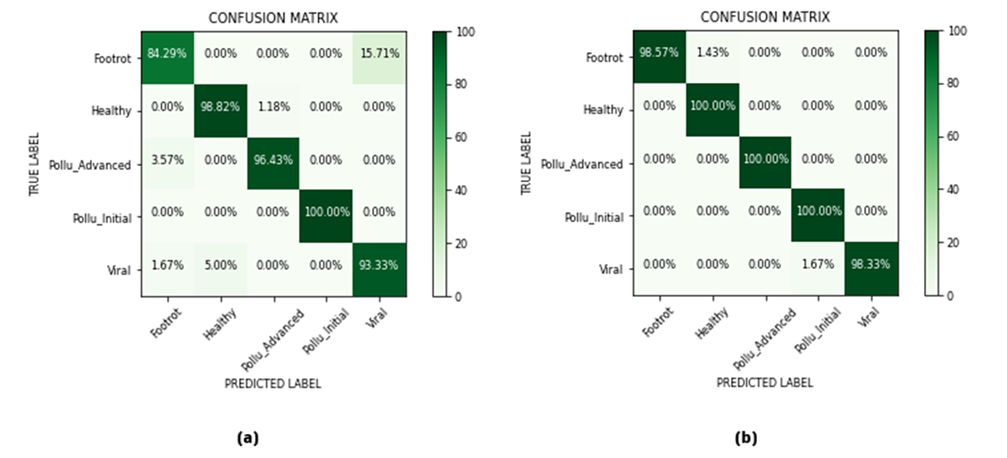 CONFUSION MATRIX
TRUE LABEL
Footrot 84.29% 0.00% 0.00% 0.00% 15.71%
Healthy 0.00% 98.82% 1.18% 0.00% 0.00%
Pollu_Advanced 3.57% 0.00% 96.43% 0.00% 0.00%
Pollu_Initial 0.00% 0.00% 0.00% 100.00% 0.00%
Viral 1.67% 5.00% 0.00% 0.00% 93.33%
Footrot Healthy Pollu_Advanced Pollu_Initial Viral
PREDICTED LABEL
100
80
60
40
20
0
(a)
CONFUSION MATRIX
TRUE LABEL
Footrot 98.57% 1.43% 0.00% 0.00% 0.00%
Healthy 0.00% 100.00% 0.00% 0.00% 0.00%
Pollu_Advanced 0.00% 0.00% 100.00% 0.00% 0.00%
Pollu_Initial 0.00% 0.00% 0.00% 100.00% 0.00%
Viral 0.00% 0.00% 0.00% 1.67% 98.33%
Footrot Healthy Pollu_Advanced Pollu_Initial Viral
PREDICTED LABEL
100
80
60
40
20
0
(b)